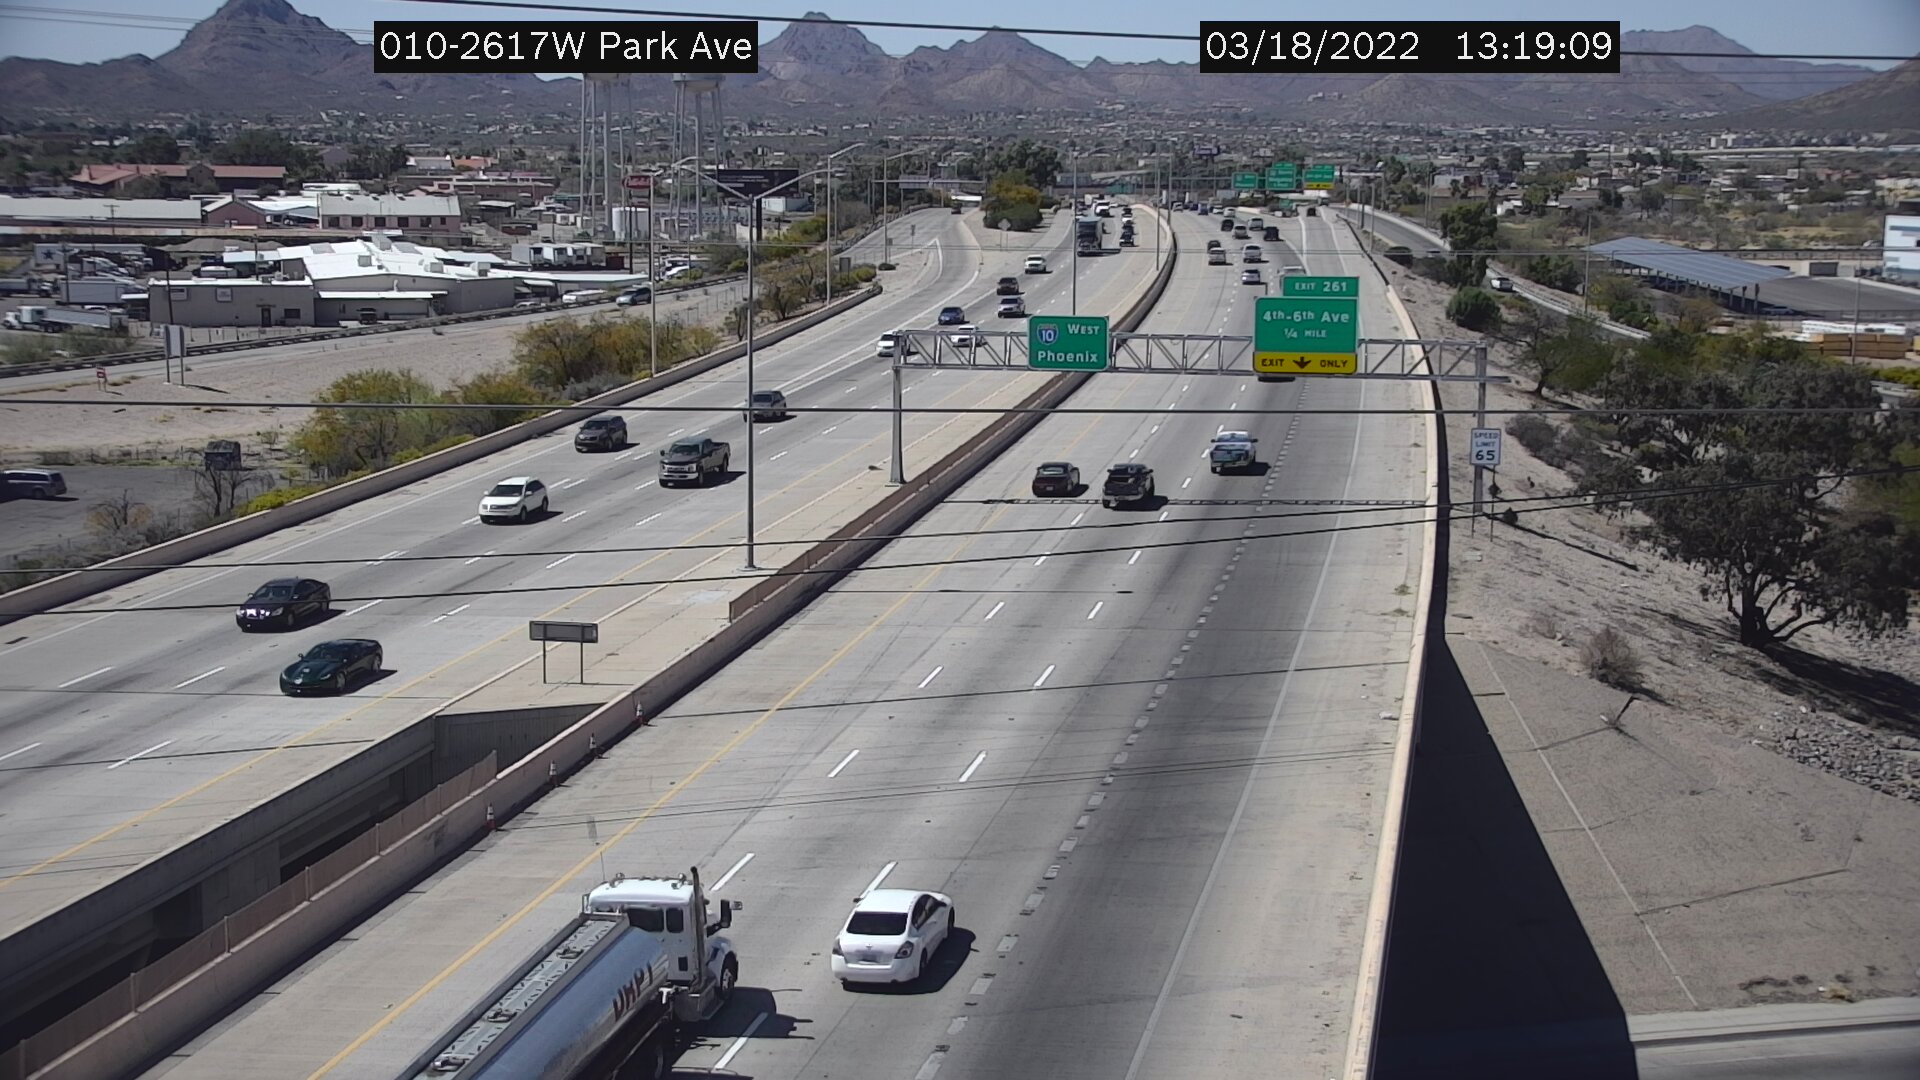 010-2617W Park Ave
03/18/2022 13:19:09
EXIT 261
4th-6th Ave
1/4 MILE
EXIT ONLY
10 WEST
Phoenix
SPEED
LIMIT
65